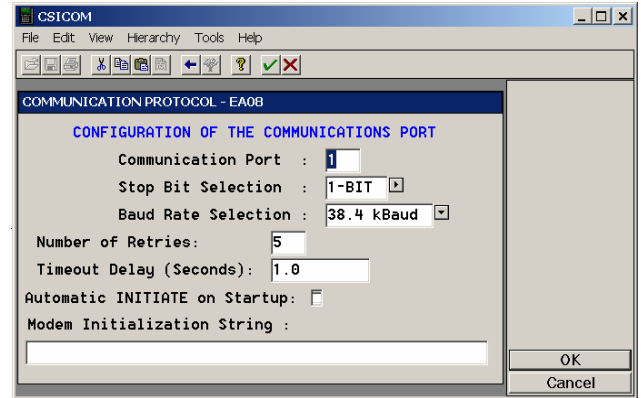 CSICOM
File Edit View Hierarchy Tools Help
COMMUNICATION PROTOCOL - EA08
CONFIGURATION OF THE COMMUNICATIONS PORT
Communication Port : 1
Stop Bit Selection : 1-BIT
Baud Rate Selection : 38.4 kBaud
Number of Retries: 5
Timeout Delay (Seconds): 1.0
Automatic INITIATE on Startup:
Modem Initialization String :
OK
Cancel